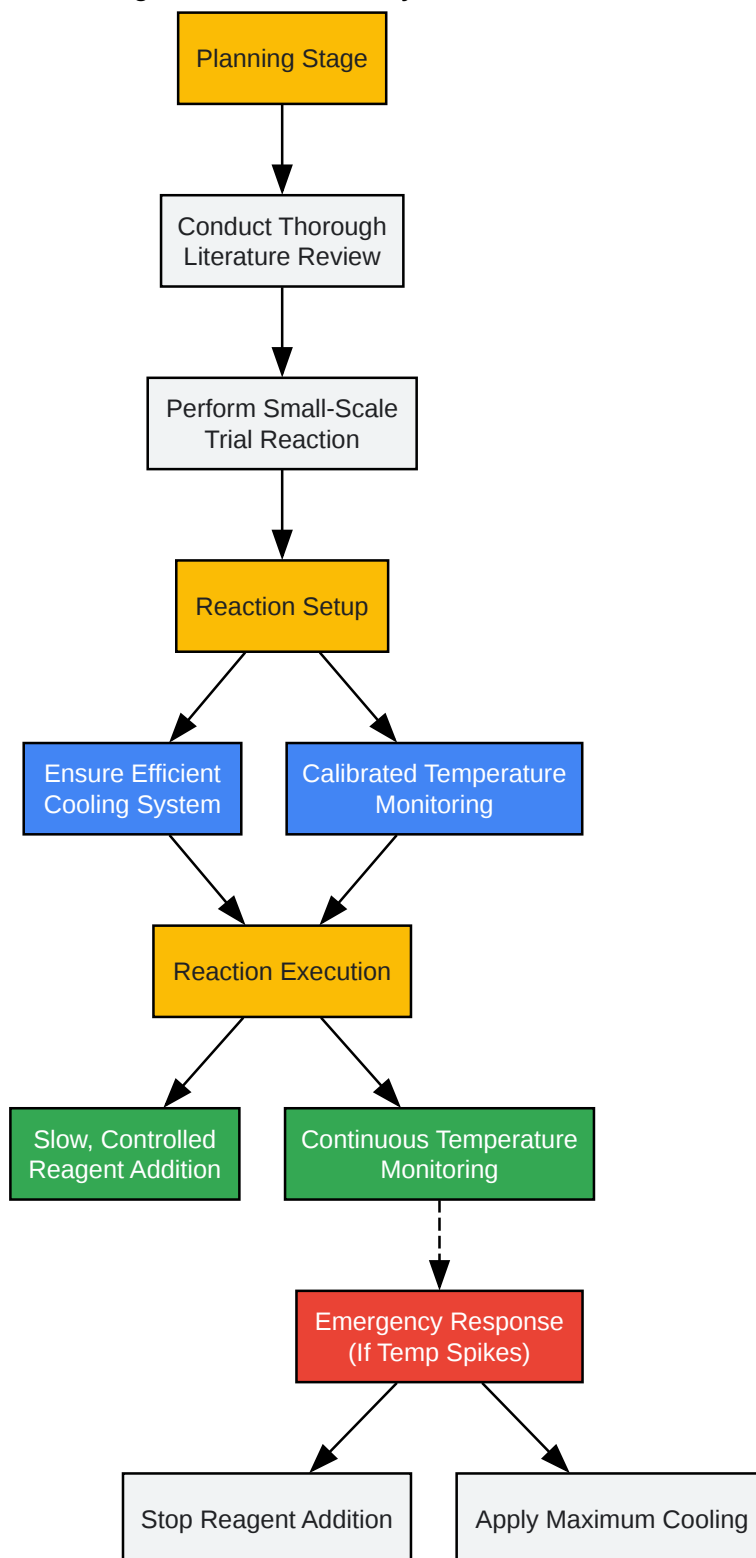 Planning Stage
Conduct Thorough
Literature Review
Perform Small-Scale
Trial Reaction
Reaction Setup
Ensure Efficient
Cooling System
Calibrated Temperature
Monitoring
Reaction Execution
Slow, Controlled
Reagent Addition
Continuous Temperature
Monitoring
Emergency Response
(If Temp Spikes)
Stop Reagent Addition
Apply Maximum Cooling